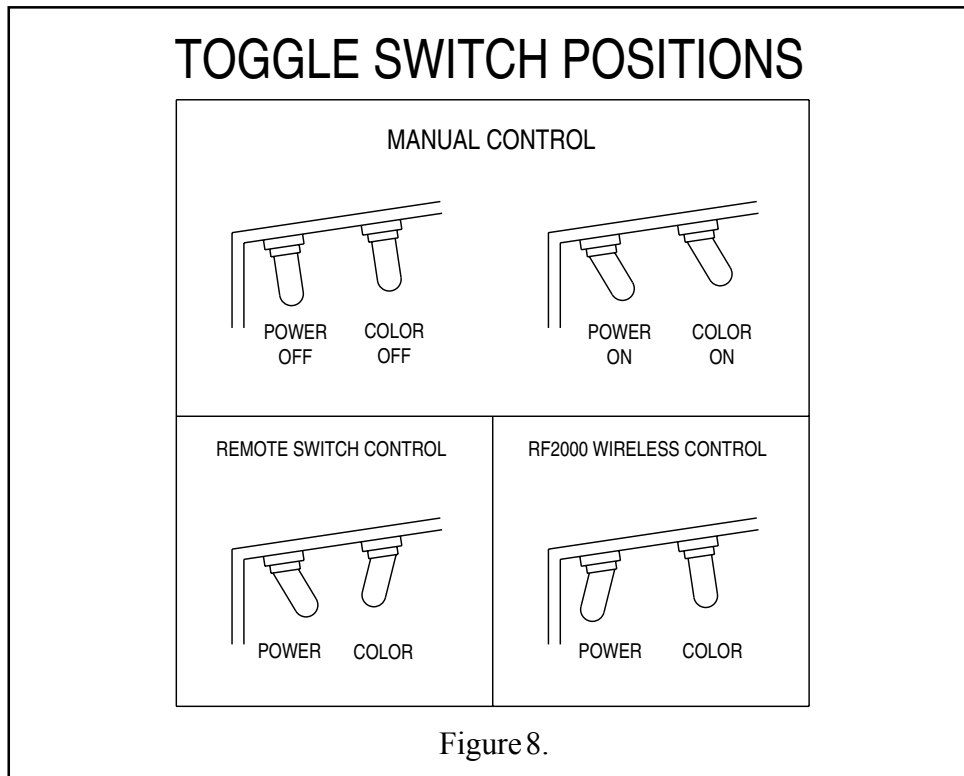 TOGGLE SWITCH POSITIONS
MANUAL CONTROL
POWER OFF
COLOR OFF
POWER ON
COLOR ON
REMOTE SWITCH CONTROL
POWER
COLOR
RF2000 WIRELESS CONTROL
POWER
COLOR
Figure 8.